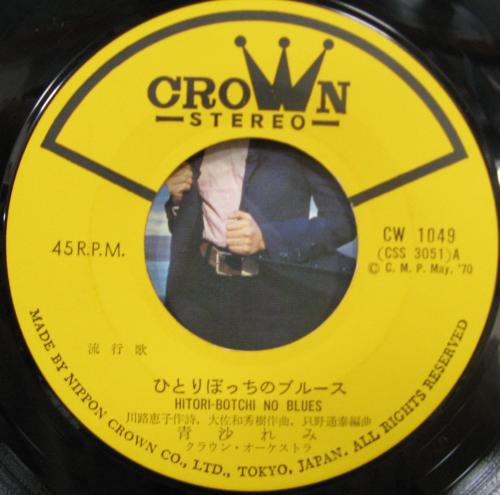 CROWN
STEREO
45 R.P.M.
CW 1049
(CSS 3051)A
© C. M. P. May. '70
流行歌
ひとりぼっちのブルース
HITORI-BOTCHI NO BLUES
川路恵子作詩, 大佐和秀樹作曲, 只野通泰編曲
青沙れみ
クラウン・オーケストラ
MADE BY NIPPON CROWN CO., LTD., TOKYO, JAPAN. ALL RIGHTS RESERVED